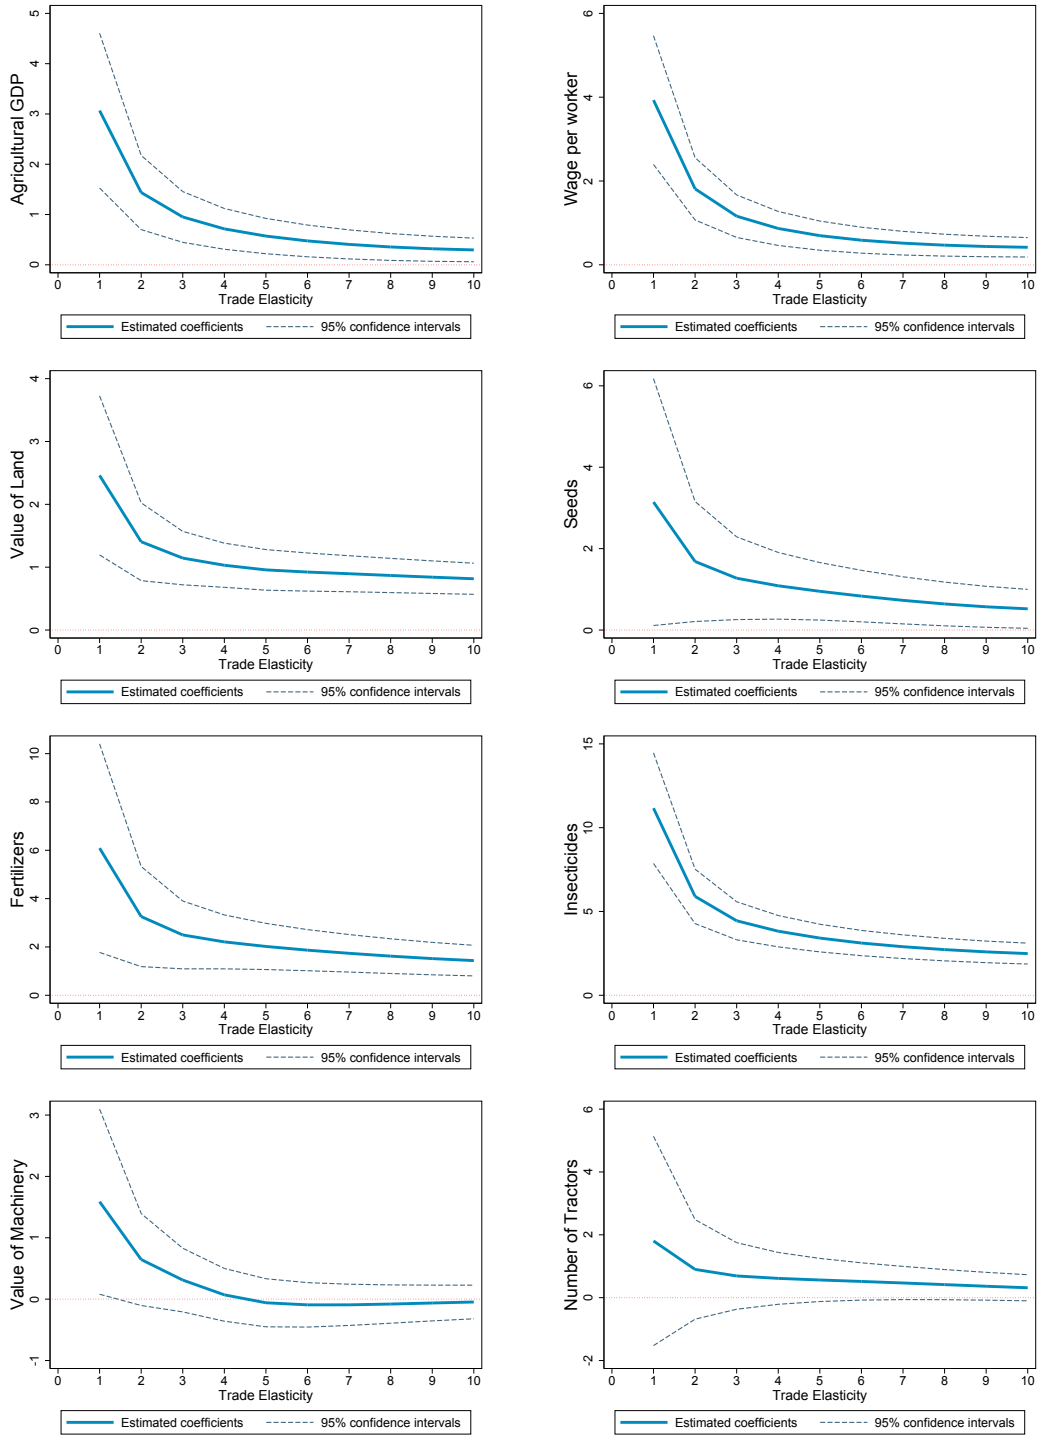 Agricultural GDP
0 1 2 3 4 5
0 1 2 3 4 5 6 7 8 9 10
Trade Elasticity
Estimated coefficients 95% confidence intervals
Wage per worker
0 2 4 6
0 1 2 3 4 5 6 7 8 9 10
Trade Elasticity
Estimated coefficients 95% confidence intervals
Value of Land
0 1 2 3 4
0 1 2 3 4 5 6 7 8 9 10
Trade Elasticity
Estimated coefficients 95% confidence intervals
Seeds
0 2 4 6
0 1 2 3 4 5 6 7 8 9 10
Trade Elasticity
Estimated coefficients 95% confidence intervals
Fertilizers
0 2 4 6 8 10
0 1 2 3 4 5 6 7 8 9 10
Trade Elasticity
Estimated coefficients 95% confidence intervals
Insecticides
0 5 10 15
0 1 2 3 4 5 6 7 8 9 10
Trade Elasticity
Estimated coefficients 95% confidence intervals
Value of Machinery
-1 0 1 2 3
0 1 2 3 4 5 6 7 8 9 10
Trade Elasticity
Estimated coefficients 95% confidence intervals
Number of Tractors
-2 0 2 4 6
0 1 2 3 4 5 6 7 8 9 10
Trade Elasticity
Estimated coefficients 95% confidence intervals